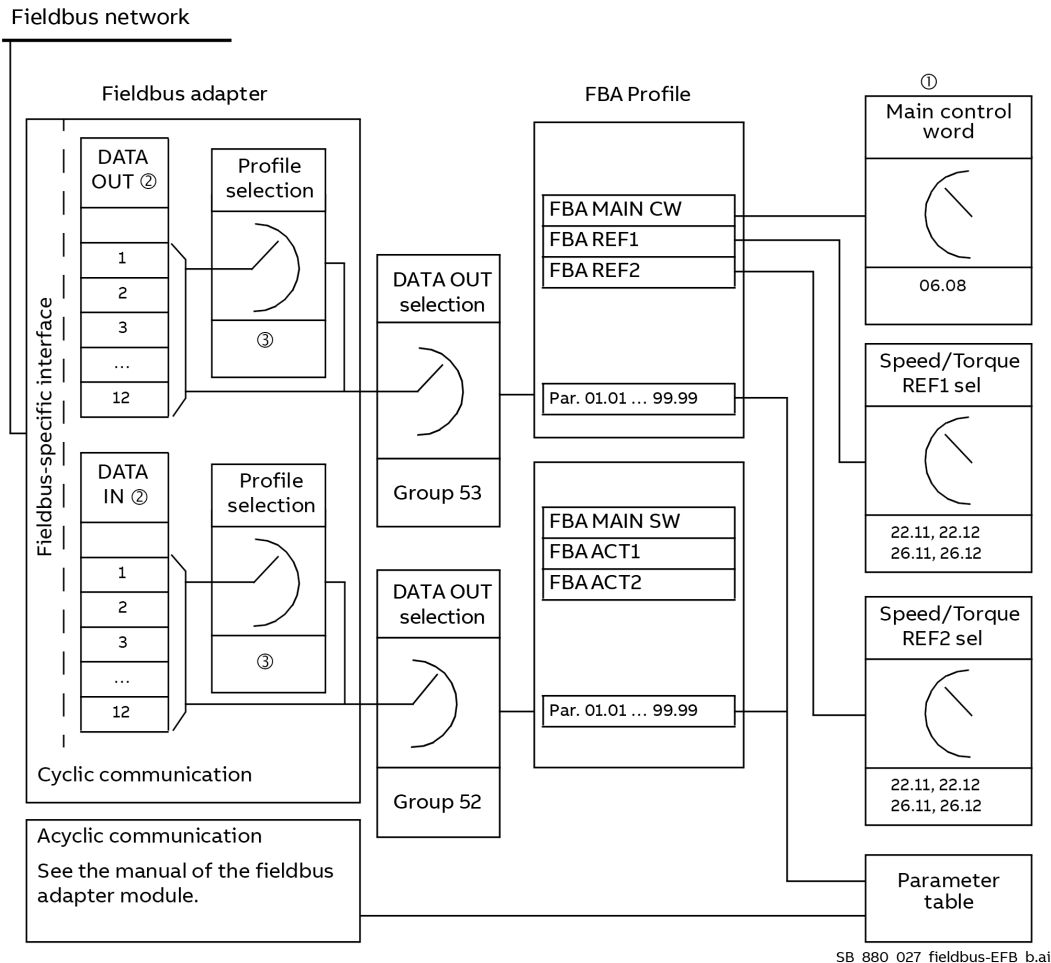 Fieldbus network
Fieldbus adapter
Fieldbus-specific interface
DATA
OUT ②
1
2
3
...
12
Profile
selection
③
DATA
IN ②
1
2
3
...
12
Profile
selection
③
Cyclic communication
Acyclic communication
See the manual of the fieldbus
adapter module.
DATA OUT
selection
Group 53
DATA OUT
selection
Group 52
FBA Profile
FBA MAIN CW
FBA REF1
FBA REF2
Par. 01.01 ... 99.99
FBA MAIN SW
FBA ACT1
FBA ACT2
Par. 01.01 ... 99.99
①
Main control
word
06.08
Speed/Torque
REF1 sel
22.11, 22.12
26.11, 26.12
Speed/Torque
REF2 sel
22.11, 22.12
26.11, 26.12
Parameter
table
SB_880_027_fieldbus-EFB_b.ai